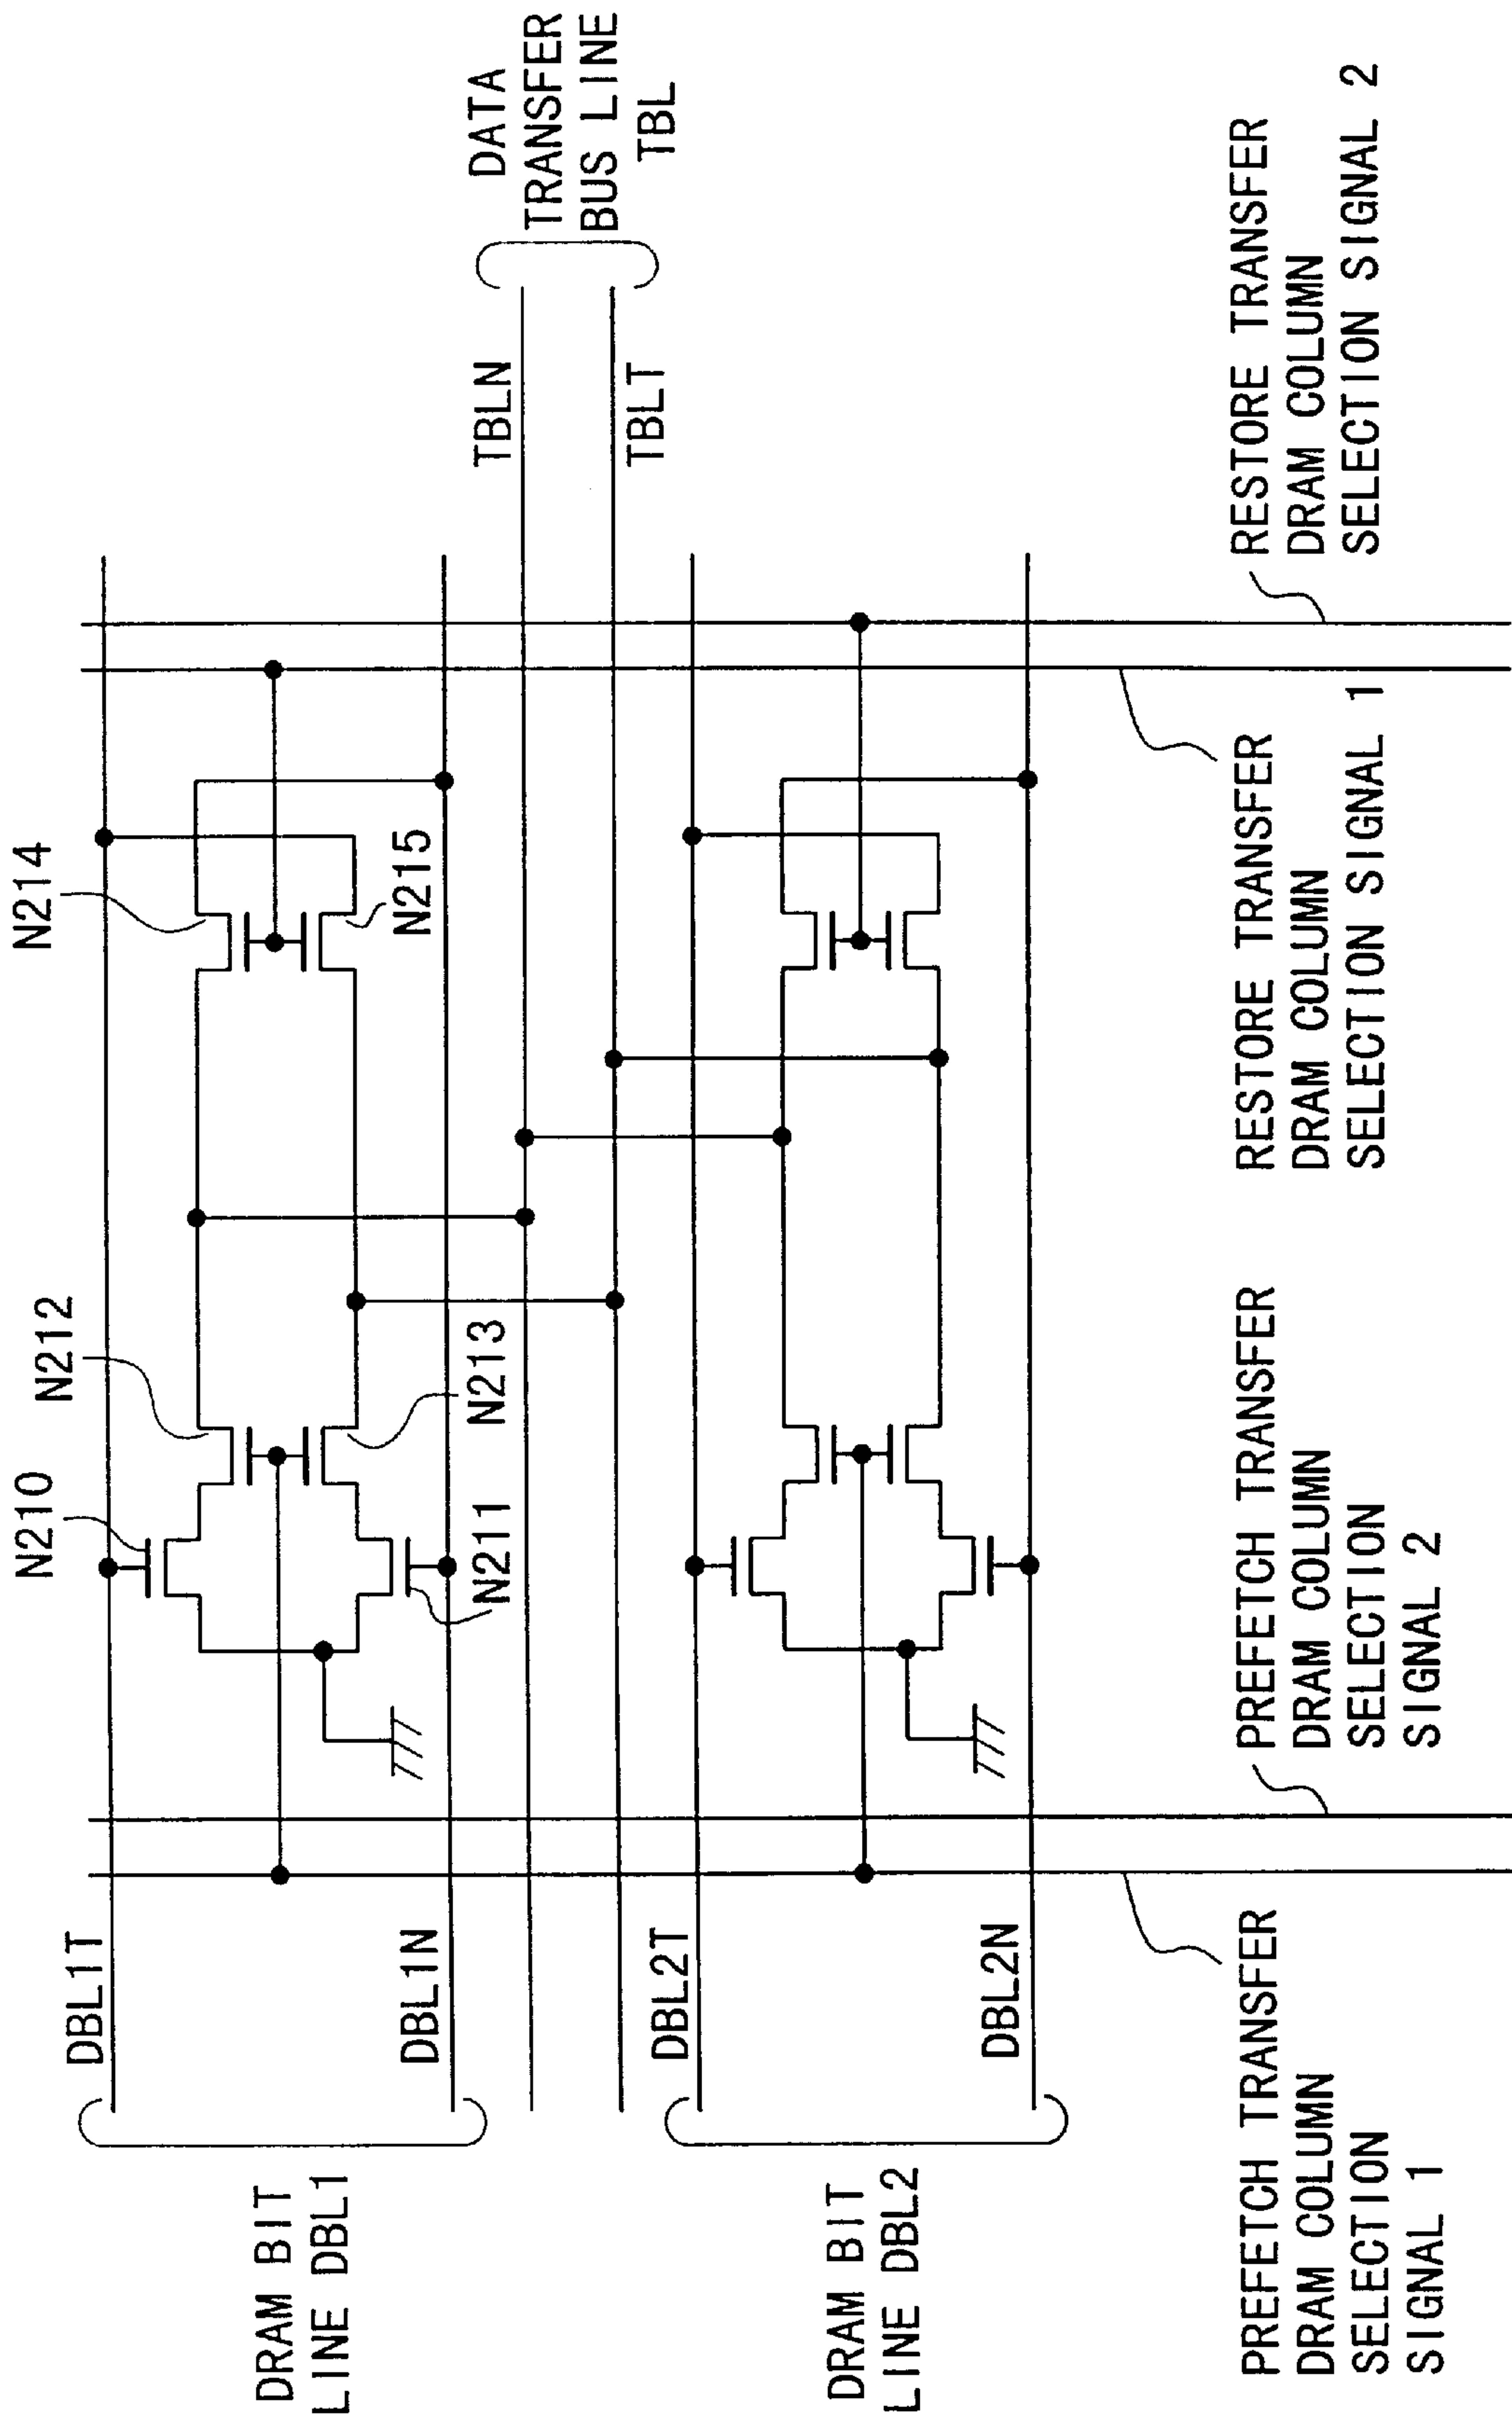 DRAM BIT
LINE DBL1
DBL1T
DBL1N
N210
N211
N212
N213
N214
N215
TBLN
TBLT
DATA
TRANSFER
BUS LINE
TBL
DRAM BIT
LINE DBL2
DBL2T
DBL2N
PREFETCH TRANSFER
DRAM COLUMN
SELECTION
SIGNAL 1
PREFETCH TRANSFER
DRAM COLUMN
SELECTION
SIGNAL 2
RESTORE TRANSFER
DRAM COLUMN
SELECTION SIGNAL 1
RESTORE TRANSFER
DRAM COLUMN
SELECTION SIGNAL 2